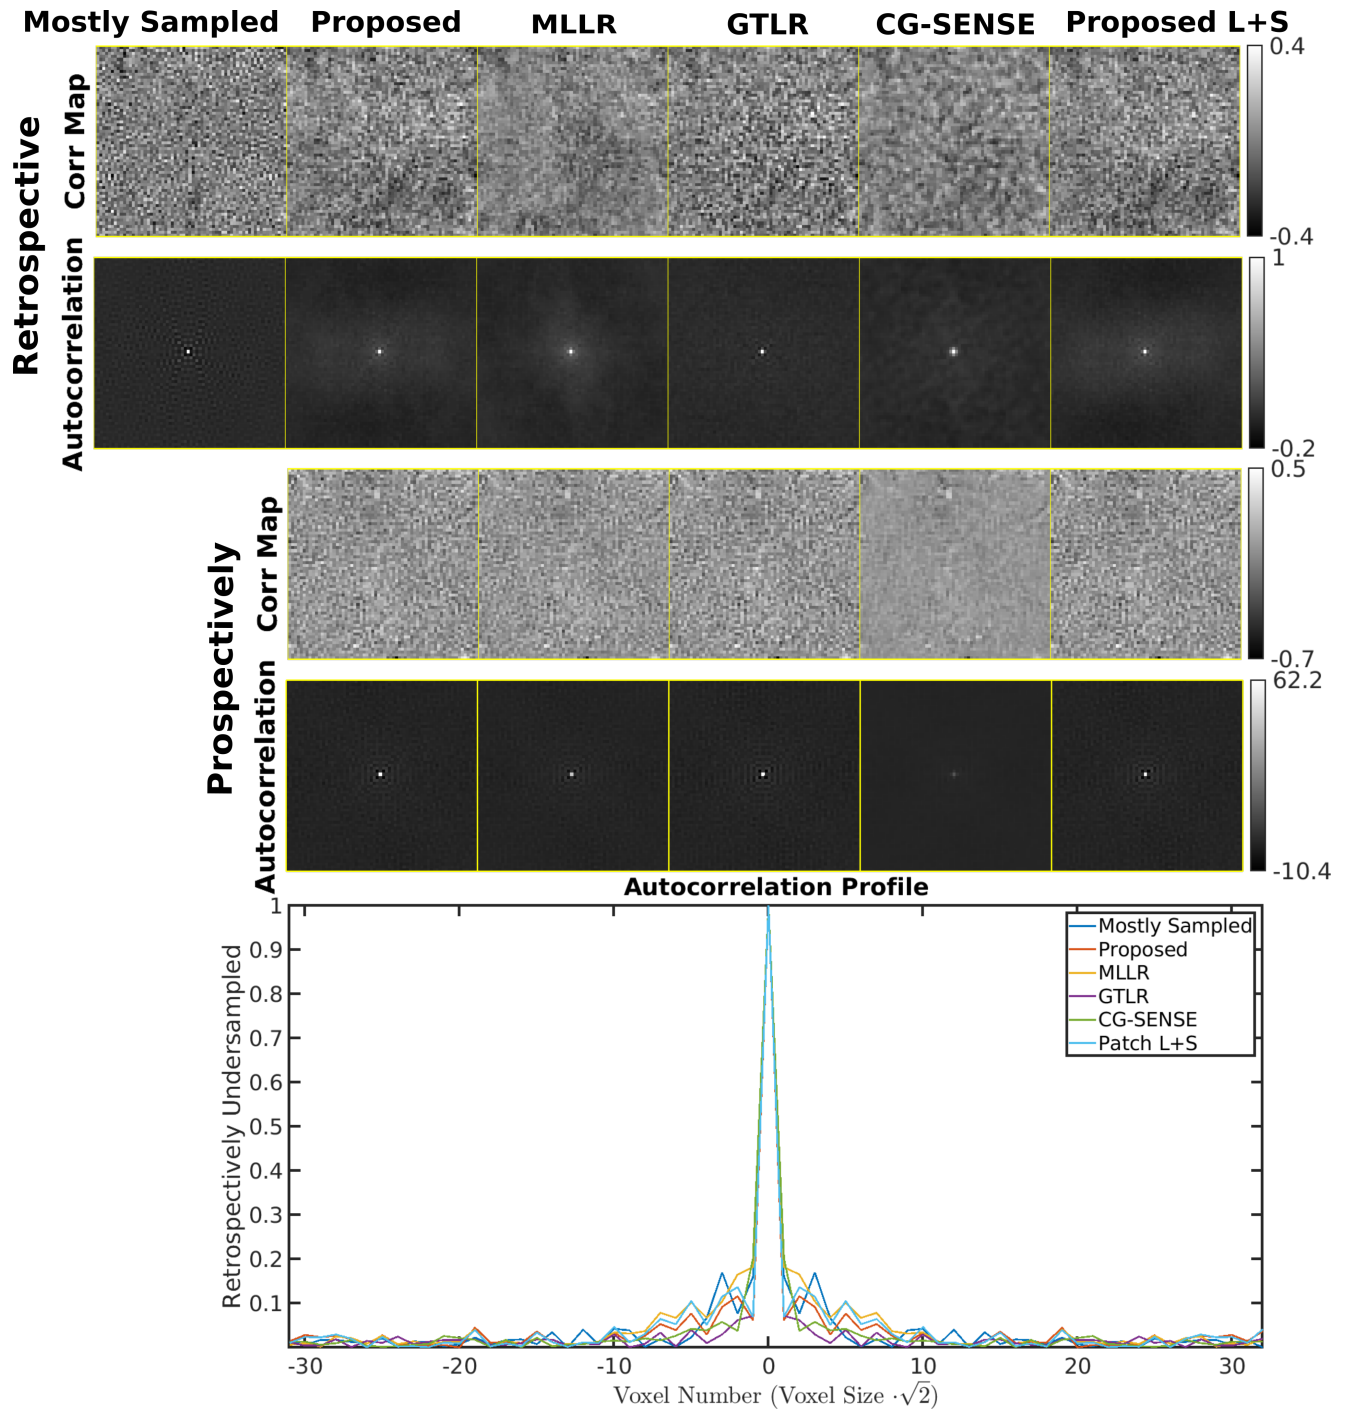 Mostly Sampled Proposed MLLR GTLR CG-SENSE Proposed L+S
Retrospective
Corr Map
0.4
-0.4
Autocorrelation
1
-0.2
Prospectively
Corr Map
0.5
-0.7
Autocorrelation
62.2
-10.4
Autocorrelation Profile
Retrospectively Undersampled
1
0.9
0.8
0.7
0.6
0.5
0.4
0.3
0.2
0.1
Mostly Sampled
Proposed
MLLR
GTLR
CG-SENSE
Patch L+S
-30 -20 -10 0 10 20 30
Voxel Number (Voxel Size ·√2)